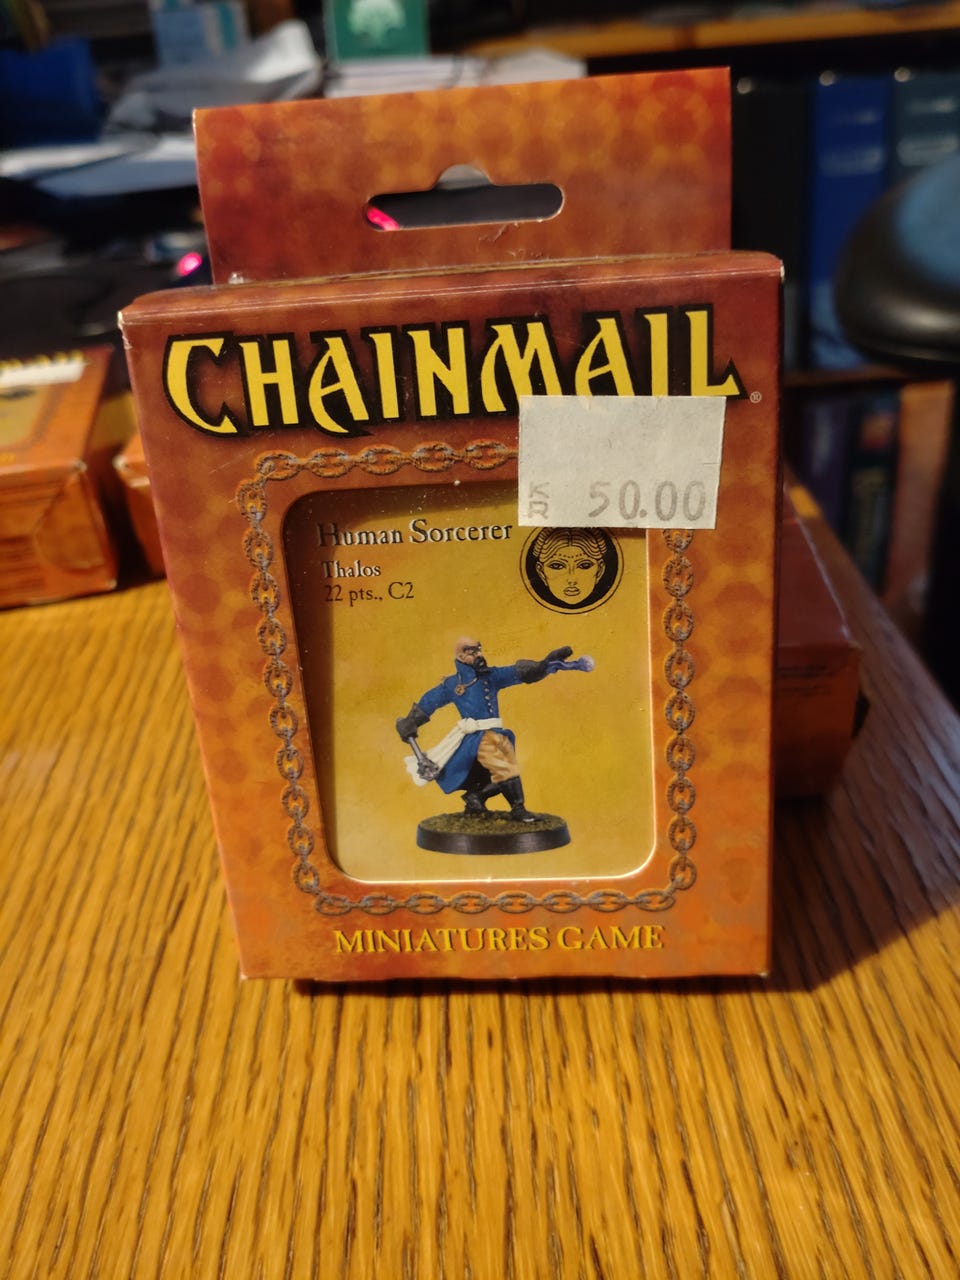 CHAINMAIL®
KR 50.00
Human Sorcerer
Thalos
22 pts., C2
MINIATURES GAME